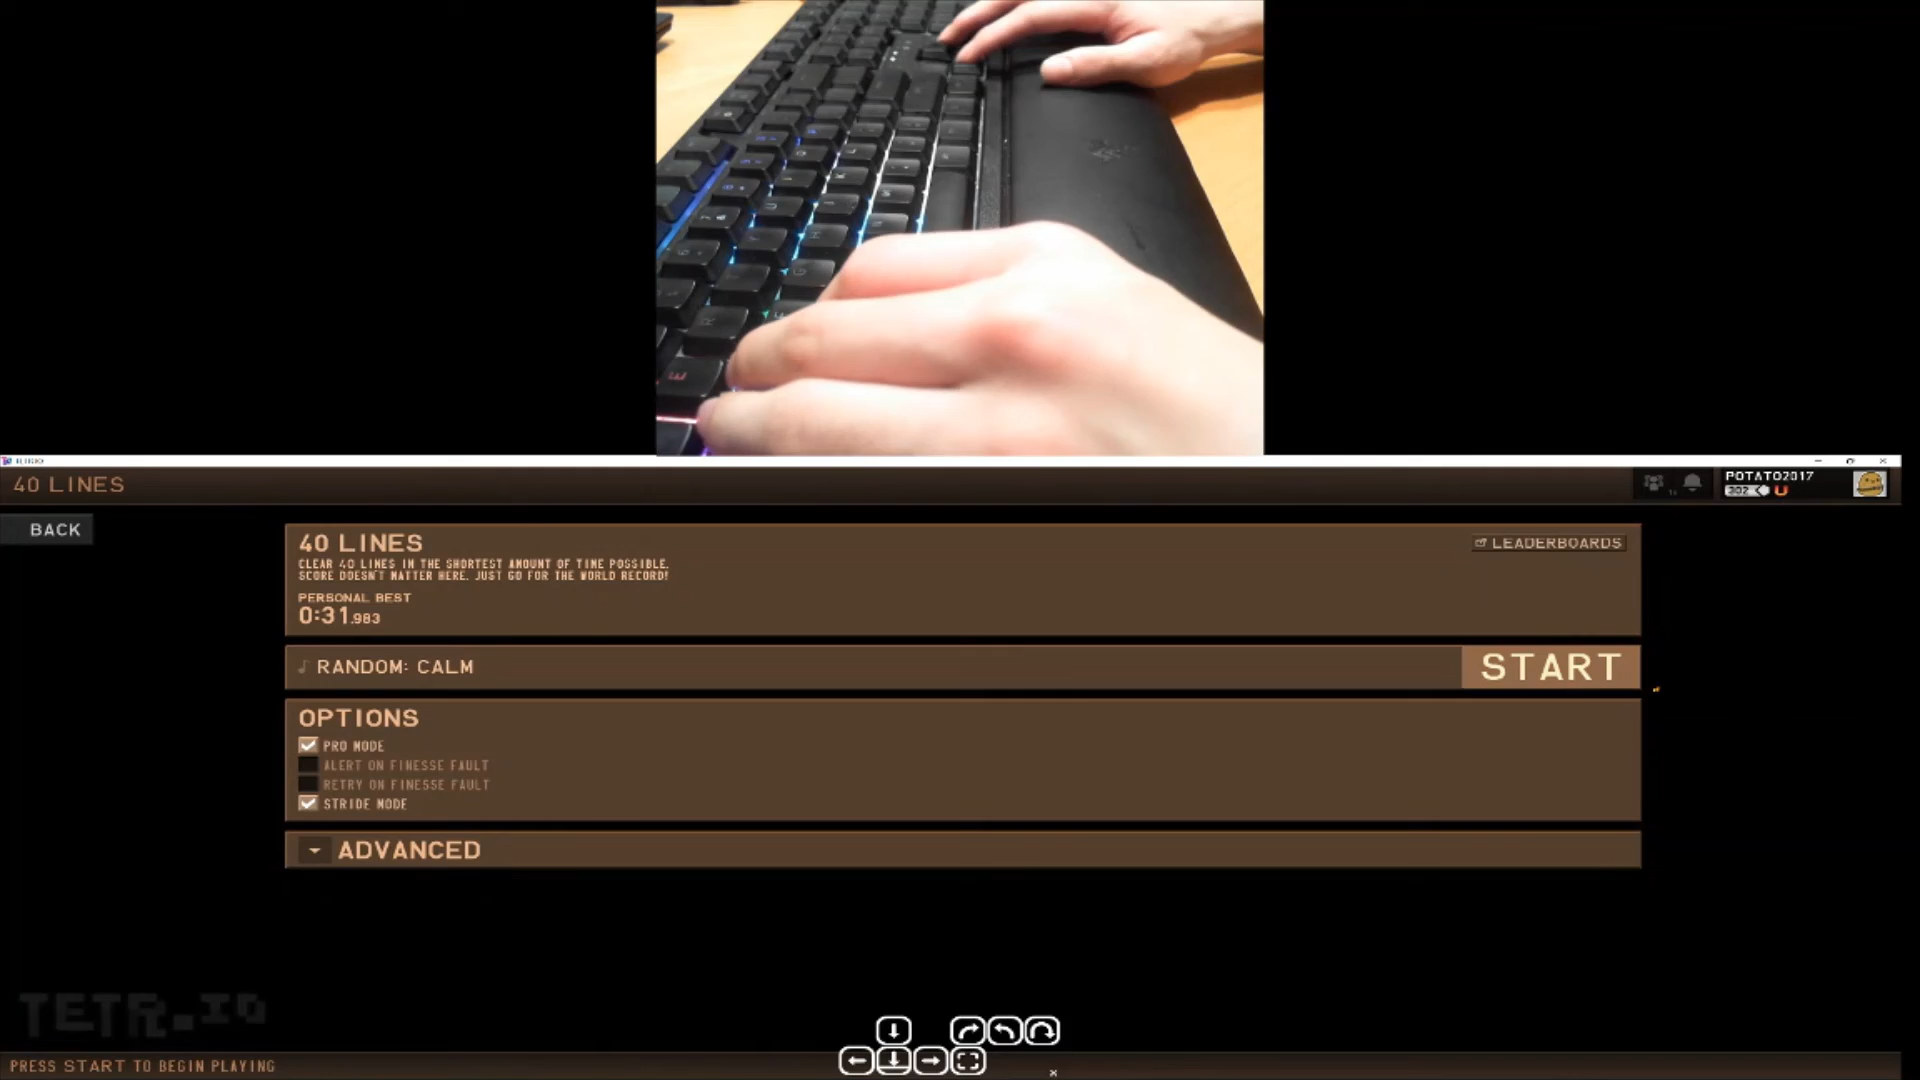 40 LINES
POTATO2017
302 U
BACK
40 LINES
LEADERBOARDS
CLEAR 40 LINES IN THE SHORTEST AMOUNT OF TIME POSSIBLE.
SCORE DOESN'T MATTER HERE. JUST GO FOR THE WORLD RECORD!
PERSONAL BEST
0:31.983
RANDOM: CALM
START
OPTIONS
PRO MODE
ALERT ON FINESSE FAULT
RETRY ON FINESSE FAULT
STRIDE MODE
ADVANCED
TETR.IO
PRESS START TO BEGIN PLAYING